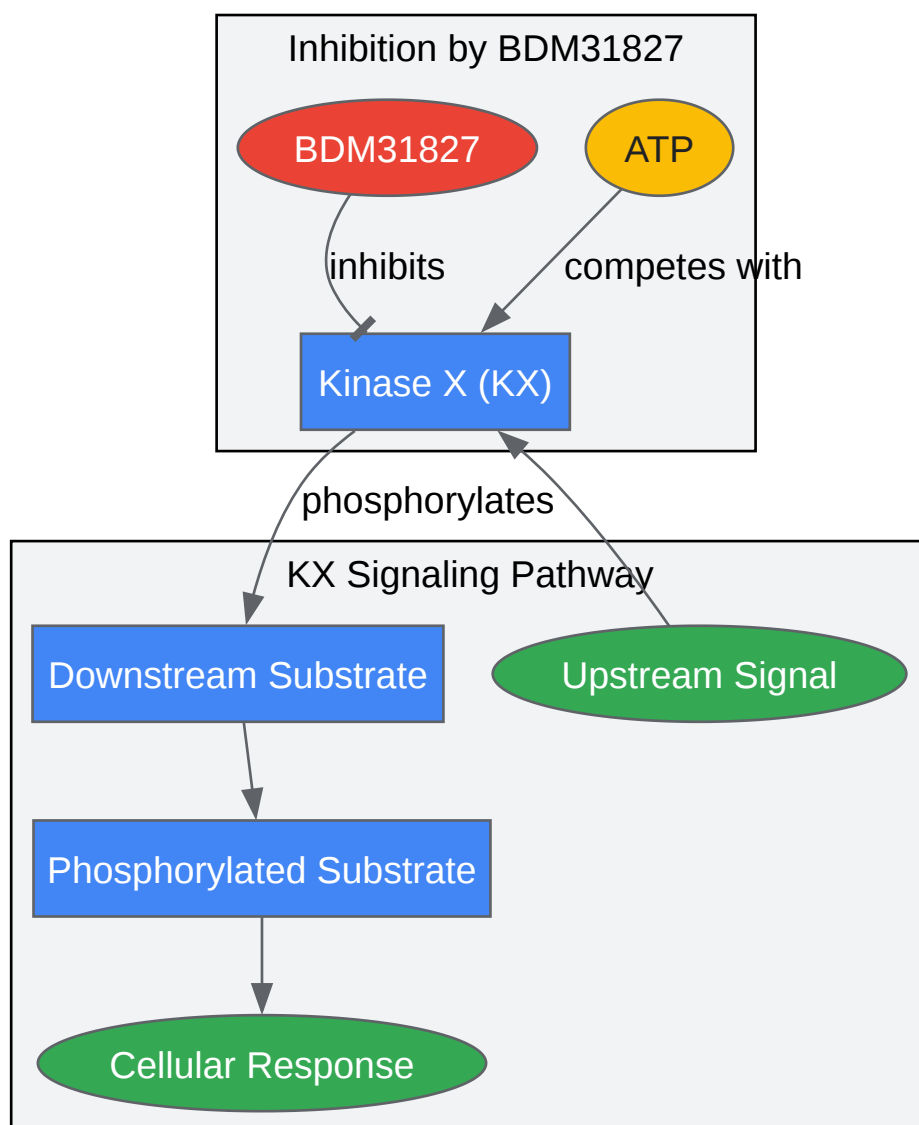 Inhibition by BDM31827
BDM31827
ATP
inhibits
competes with
Kinase X (KX)
phosphorylates
KX Signaling Pathway
Downstream Substrate
Upstream Signal
Phosphorylated Substrate
Cellular Response